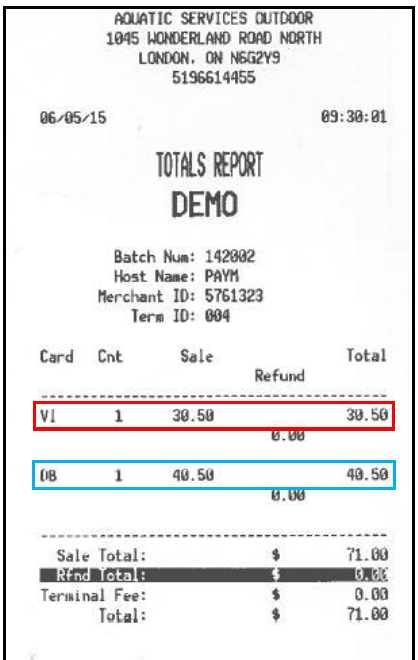 AQUATIC SERVICES OUTDOOR
1045 WONDERLAND ROAD NORTH
LONDON, ON N6G2Y9
5196614455
06/05/15 09:30:01
TOTALS REPORT
DEMO
Batch Num: 142002
Host Name: PAYM
Merchant ID: 5761323
Term ID: 004
Card Cnt Sale Total
Refund
VI 1 30.50 30.50
0.00
DB 1 40.50 40.50
0.00
Sale Total: $ 71.00
Rfnd Total: $ 0.00
Terminal Fee: $ 0.00
Total: $ 71.00